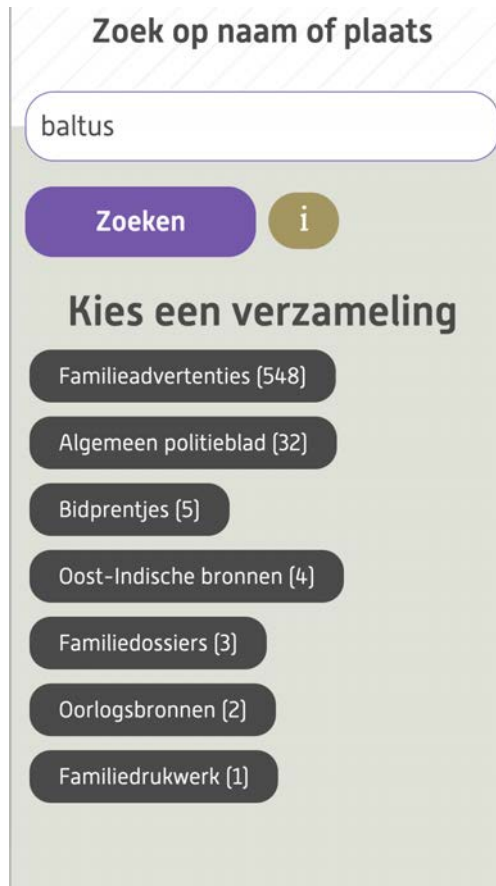 Zoek op naam of plaats
baltus
Zoeken i
Kies een verzameling
Familieadvertenties (548)
Algemeen politieblad (32)
Bidprentjes (5)
Oost-Indische bronnen (4)
Familiedossiers (3)
Oorlogsbronnen (2)
Familiedrukwerk (1)